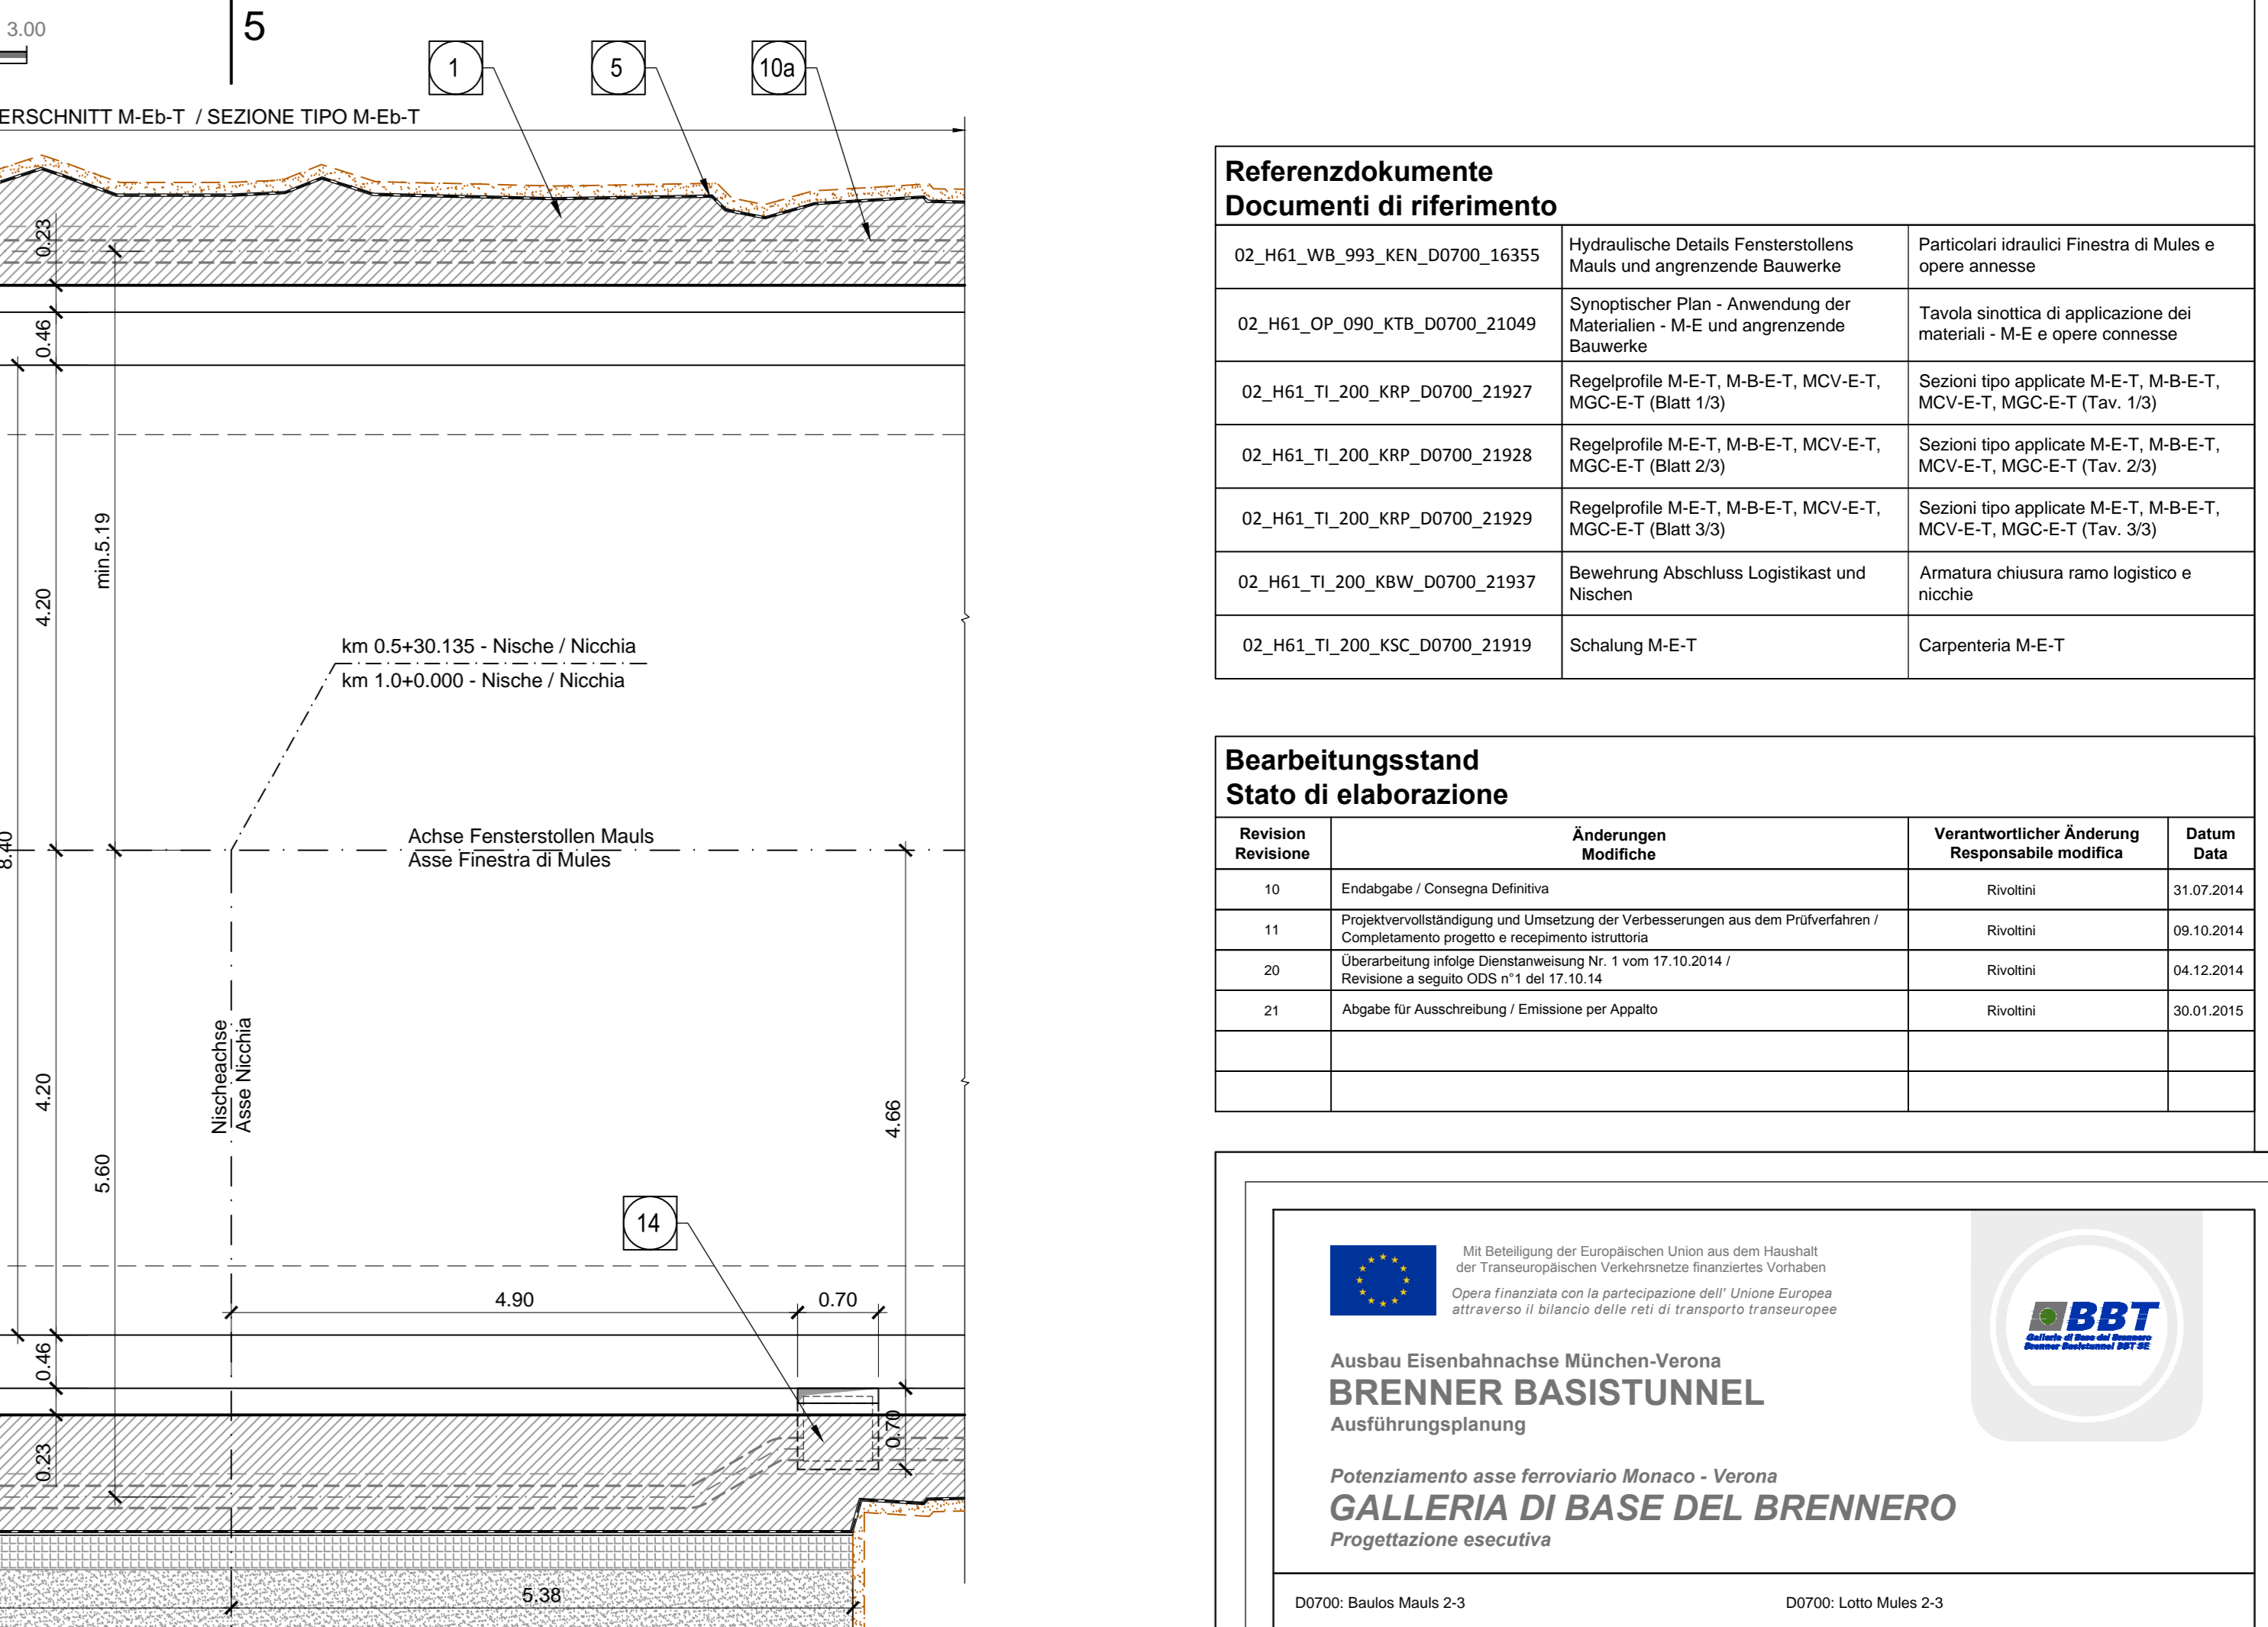 3.00
5
1
5
10a
ERSCHNITT M-Eb-T / SEZIONE TIPO M-Eb-T
0.23
0.46
min.5.19
4.20
8.40
km 0.5+30.135 - Nische / Nicchia
km 1.0+0.000 - Nische / Nicchia
Achse Fensterstollen Mauls
Asse Finestra di Mules
Nischeachse
Asse Nicchia
4.20
5.60
4.66
14
4.90
0.70
0.46
0.70
0.23
5.38
Referenzdokumente
Documenti di riferimento
02_H61_WB_993_KEN_D0700_16355
Hydraulische Details Fensterstollens
Mauls und angrenzende Bauwerke
Particolari idraulici Finestra di Mules e
opere annesse
02_H61_OP_090_KTB_D0700_21049
Synoptischer Plan - Anwendung der
Materialien - M-E und angrenzende
Bauwerke
Tavola sinottica di applicazione dei
materiali - M-E e opere connesse
02_H61_TI_200_KRP_D0700_21927
Regelprofile M-E-T, M-B-E-T, MCV-E-T,
MGC-E-T (Blatt 1/3)
Sezioni tipo applicate M-E-T, M-B-E-T,
MCV-E-T, MGC-E-T (Tav. 1/3)
02_H61_TI_200_KRP_D0700_21928
Regelprofile M-E-T, M-B-E-T, MCV-E-T,
MGC-E-T (Blatt 2/3)
Sezioni tipo applicate M-E-T, M-B-E-T,
MCV-E-T, MGC-E-T (Tav. 2/3)
02_H61_TI_200_KRP_D0700_21929
Regelprofile M-E-T, M-B-E-T, MCV-E-T,
MGC-E-T (Blatt 3/3)
Sezioni tipo applicate M-E-T, M-B-E-T,
MCV-E-T, MGC-E-T (Tav. 3/3)
02_H61_TI_200_KBW_D0700_21937
Bewehrung Abschluss Logistikast und
Nischen
Armatura chiusura ramo logistico e
nicchie
02_H61_TI_200_KSC_D0700_21919
Schalung M-E-T
Carpenteria M-E-T
Bearbeitungsstand
Stato di elaborazione
Revision
Revisione
Änderungen
Modifiche
Verantwortlicher Änderung
Responsabile modifica
Datum
Data
10
Endabgabe / Consegna Definitiva
Rivoltini
31.07.2014
11
Projektvervollständigung und Umsetzung der Verbesserungen aus dem Prüfverfahren /
Completamento progetto e recepimento istruttoria
Rivoltini
09.10.2014
20
Überarbeitung infolge Dienstanweisung Nr. 1 vom 17.10.2014 /
Revisione a seguito ODS n°1 del 17.10.14
Rivoltini
04.12.2014
21
Abgabe für Ausschreibung / Emissione per Appalto
Rivoltini
30.01.2015
Mit Beteiligung der Europäischen Union aus dem Haushalt
der Transeuropäischen Verkehrsnetze finanziertes Vorhaben
Opera finanziata con la partecipazione dell' Unione Europea
attraverso il bilancio delle reti di transporto transeuropee
BBT
Galleria di Base del Brennero
Brenner Basistunnel BBT SE
Ausbau Eisenbahnachse München-Verona
BRENNER BASISTUNNEL
Ausführungsplanung
Potenziamento asse ferroviario Monaco - Verona
GALLERIA DI BASE DEL BRENNERO
Progettazione esecutiva
D0700: Baulos Mauls 2-3
D0700: Lotto Mules 2-3